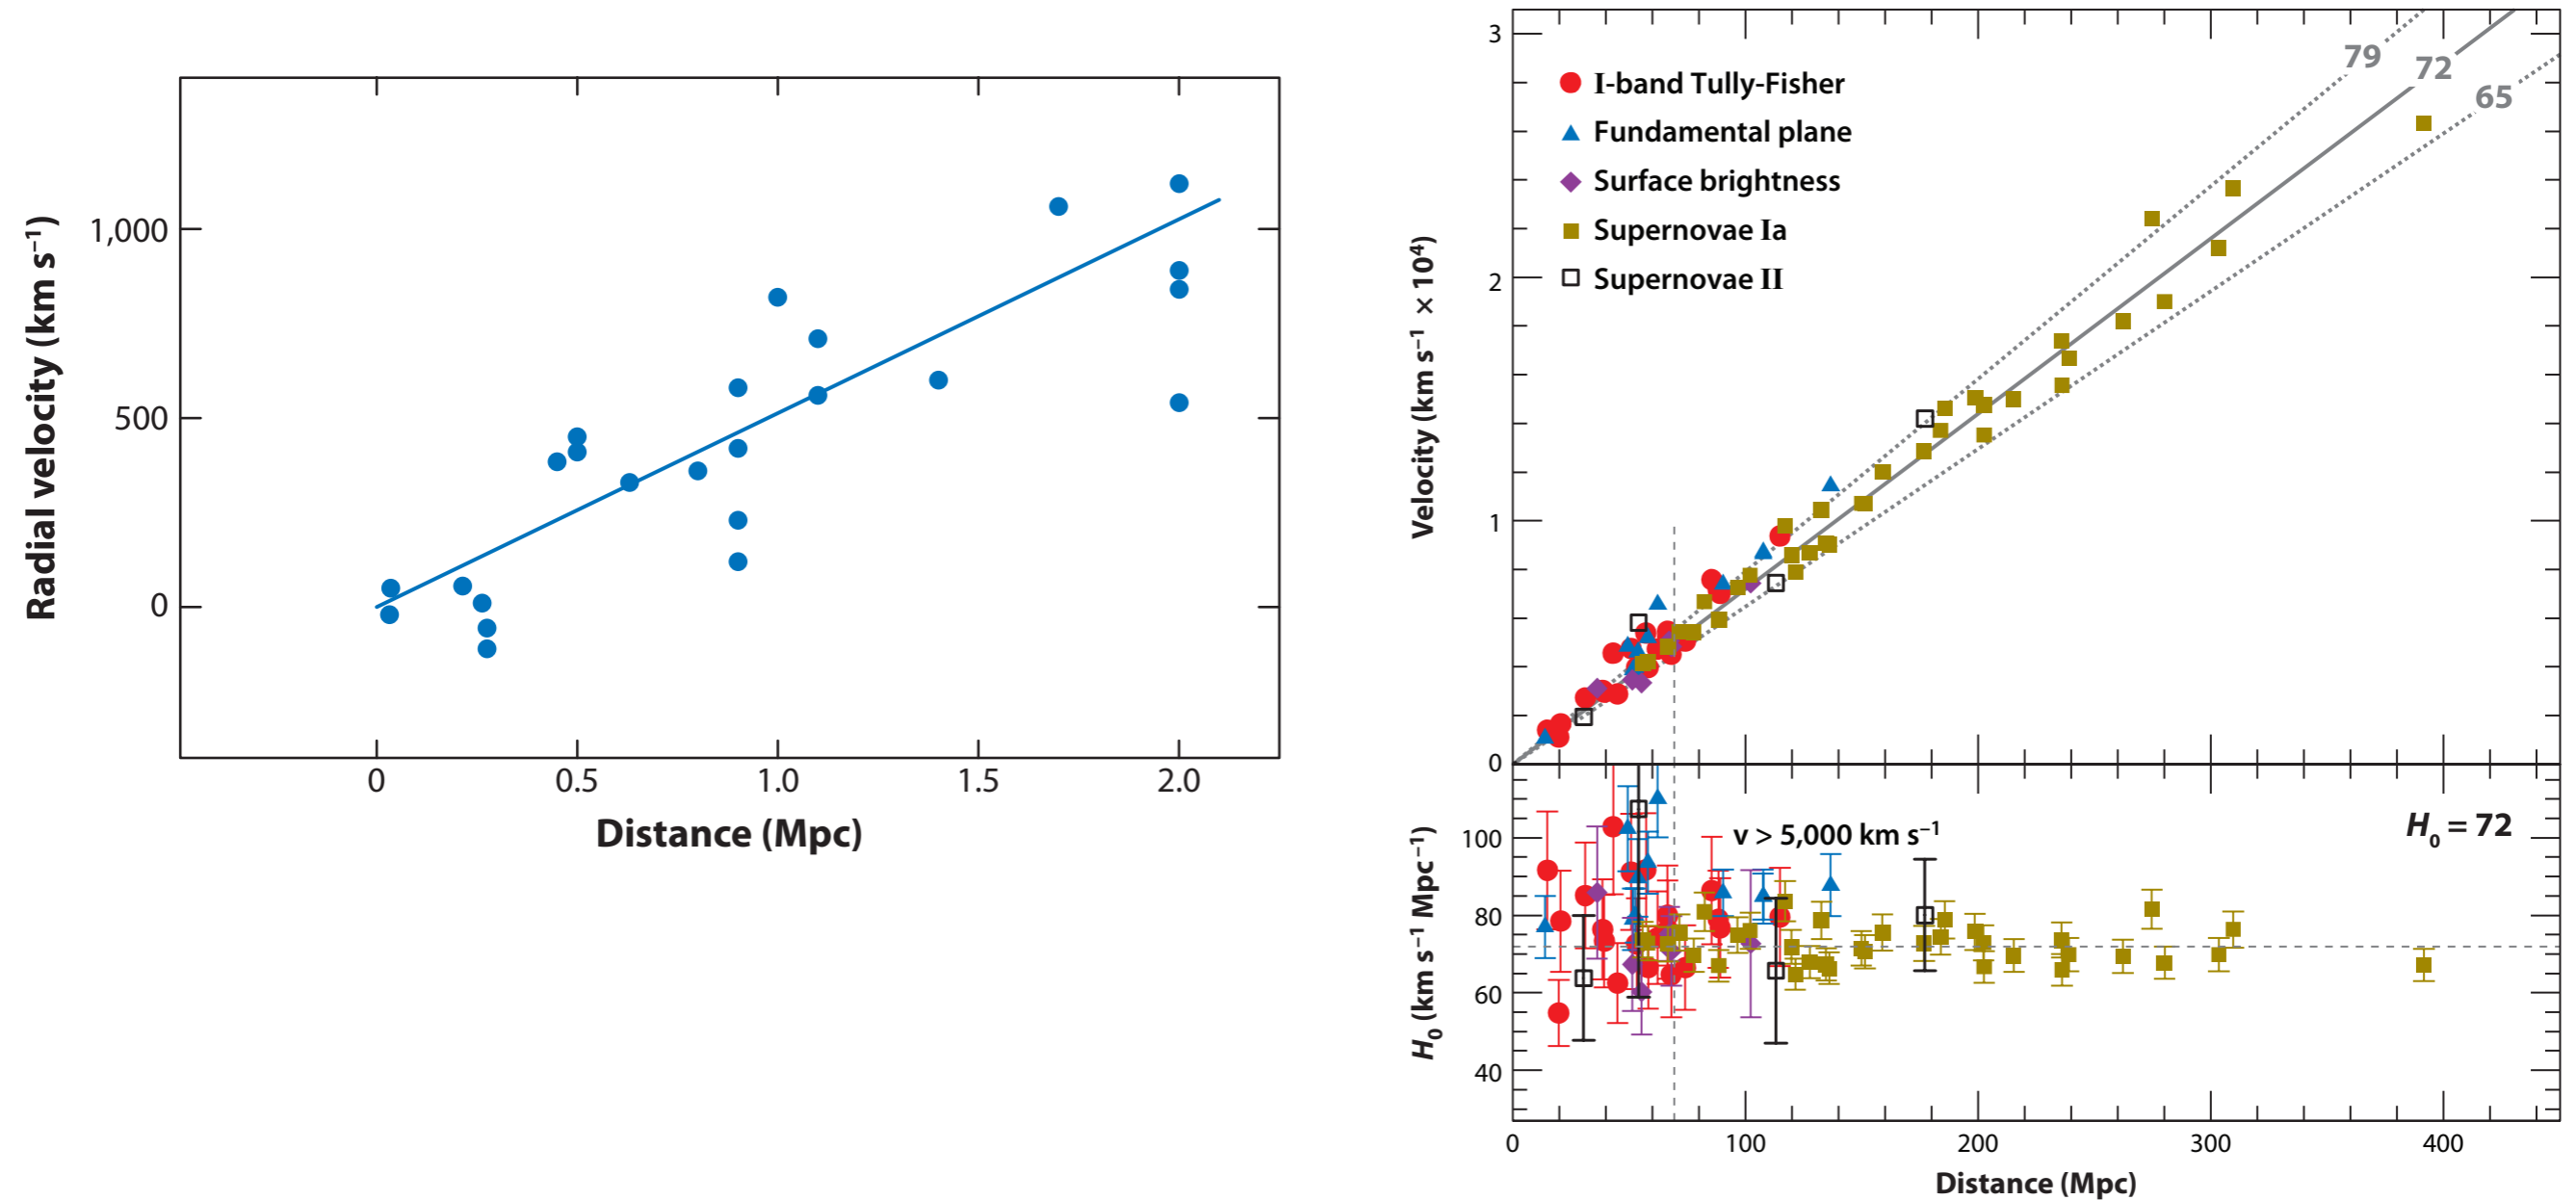 Radial velocity (km s⁻¹)
1,000
500
0
0 0.5 1.0 1.5 2.0
Distance (Mpc)
Velocity (km s⁻¹ × 10⁴)
3
2
1
0
I-band Tully-Fisher
Fundamental plane
Surface brightness
Supernovae Ia
Supernovae II
79
72
65
H₀ (km s⁻¹ Mpc⁻¹)
100
80
60
40
v > 5,000 km s⁻¹
H₀ = 72
0 100 200 300 400
Distance (Mpc)